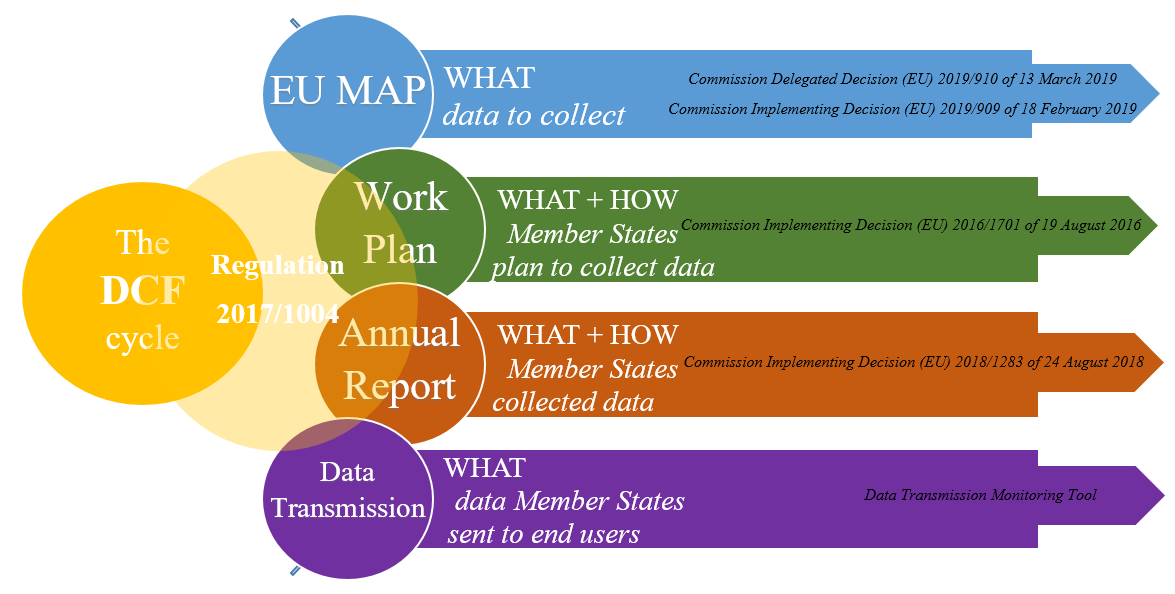 The
DCF
cycle
Regulation
2017/1004
EU MAP
WHAT
data to collect
Commission Delegated Decision (EU) 2019/910 of 13 March 2019
Commission Implementing Decision (EU) 2019/909 of 18 February 2019
Work
Plan
WHAT + HOW
Member States
plan to collect data
Commission Implementing Decision (EU) 2016/1701 of 19 August 2016
Annual
Report
WHAT + HOW
Member States
collected data
Commission Implementing Decision (EU) 2018/1283 of 24 August 2018
Data
Transmission
WHAT
data Member States
sent to end users
Data Transmission Monitoring Tool